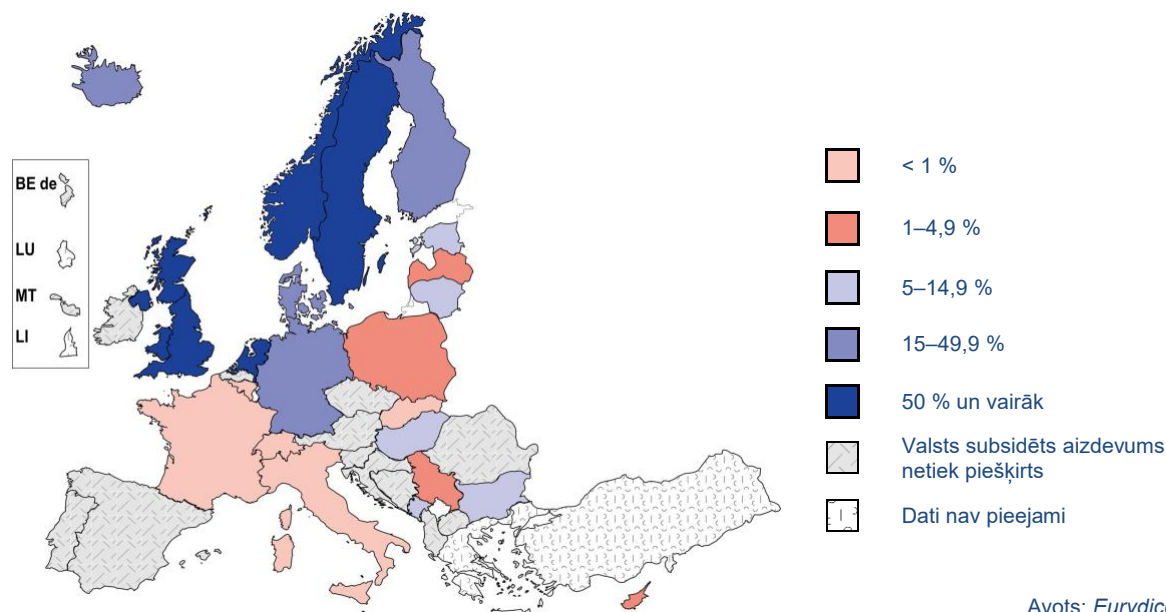 BE de
LU
MT
LI
< 1 %
1–4,9 %
5–14,9 %
15–49,9 %
50 % un vairāk
Valsts subsidēts aizdevums
netiek piešķirts
Dati nav pieejami
Avots: Eurydic